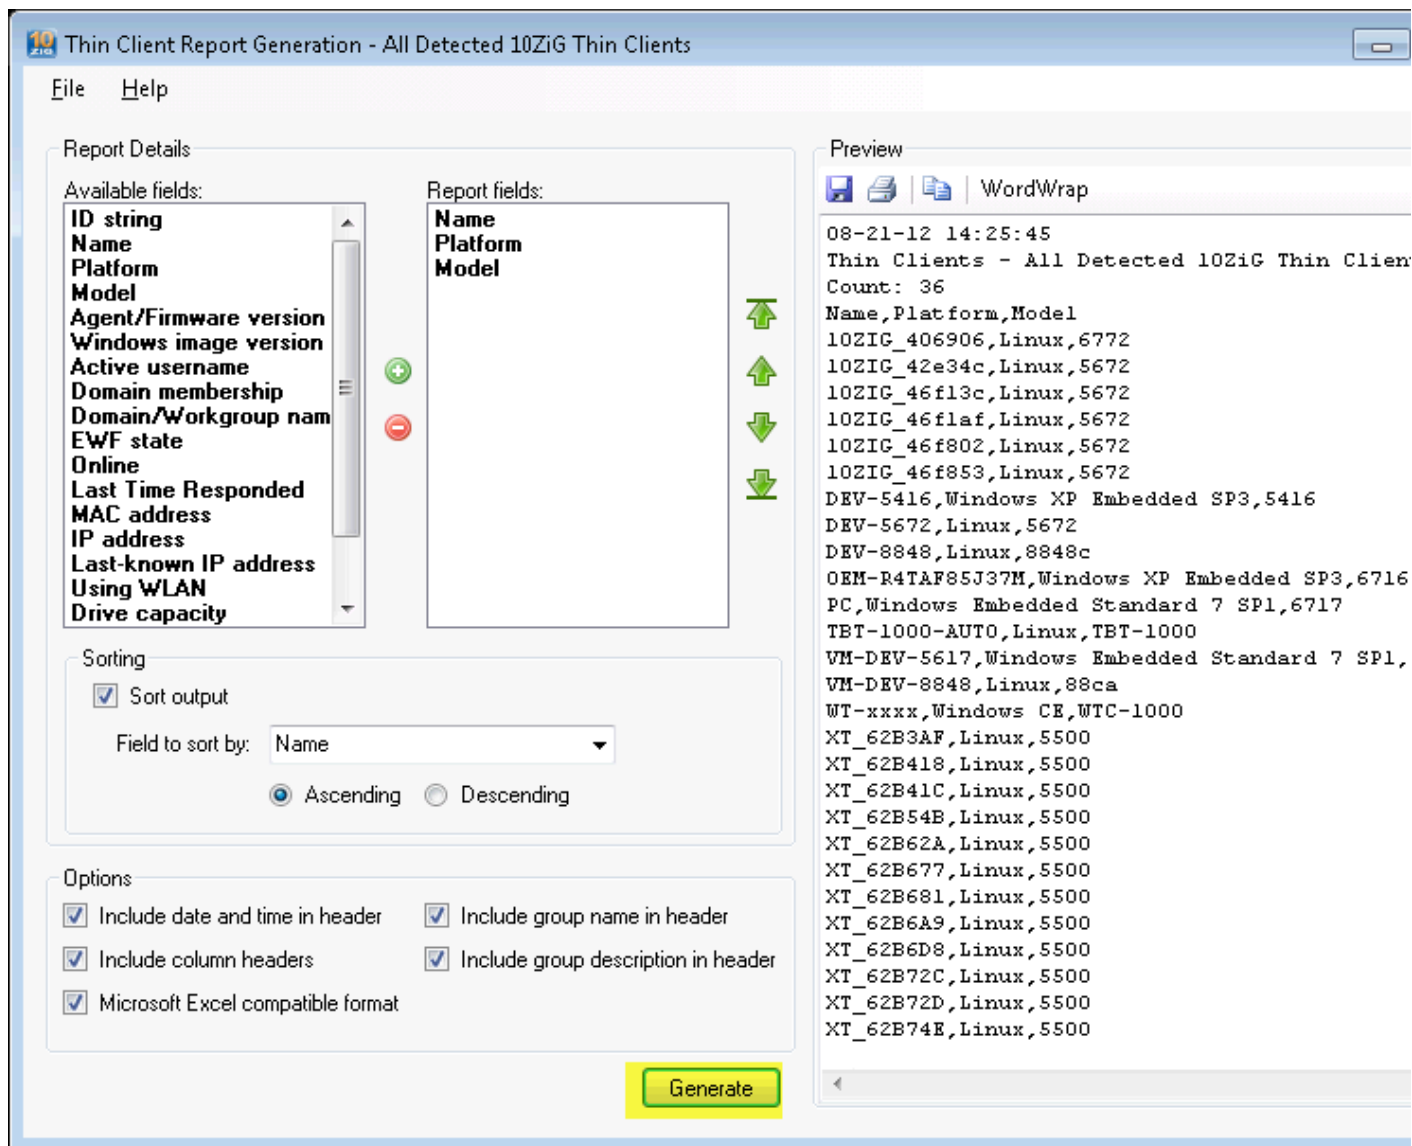 10
ZiG
Thin Client Report Generation - All Detected 10ZiG Thin Clients
File Help
Report Details
Available fields:
ID string
Name
Platform
Model
Agent/Firmware version
Windows image version
Active username
Domain membership
Domain/Workgroup nam
EWF state
Online
Last Time Responded
MAC address
IP address
Last-known IP address
Using WLAN
Drive capacity
Report fields:
Name
Platform
Model
Sorting
Sort output
Field to sort by: Name
Ascending Descending
Options
Include date and time in header
Include group name in header
Include column headers
Include group description in header
Microsoft Excel compatible format
Generate
Preview
WordWrap
08-21-12 14:25:45
Thin Clients - All Detected 10ZiG Thin Clien
Count: 36
Name,Platform,Model
10ZIG_406906,Linux,6772
10ZIG_42e34c,Linux,5672
10ZIG_46f13c,Linux,5672
10ZIG_46f1af,Linux,5672
10ZIG_46f802,Linux,5672
10ZIG_46f853,Linux,5672
DEV-5416,Windows XP Embedded SP3,5416
DEV-5672,Linux,5672
DEV-8848,Linux,8848c
OEM-R4TAF85J37M,Windows XP Embedded SP3,6716
PC,Windows Embedded Standard 7 SP1,6717
TBT-1000-AUTO,Linux,TBT-1000
VM-DEV-5617,Windows Embedded Standard 7 SP1,
VM-DEV-8848,Linux,88ca
WT-xxxx,Windows CE,WTC-1000
XT_62B3AF,Linux,5500
XT_62B418,Linux,5500
XT_62B41C,Linux,5500
XT_62B54B,Linux,5500
XT_62B62A,Linux,5500
XT_62B677,Linux,5500
XT_62B681,Linux,5500
XT_62B6A9,Linux,5500
XT_62B6D8,Linux,5500
XT_62B72C,Linux,5500
XT_62B72D,Linux,5500
XT_62B74E,Linux,5500